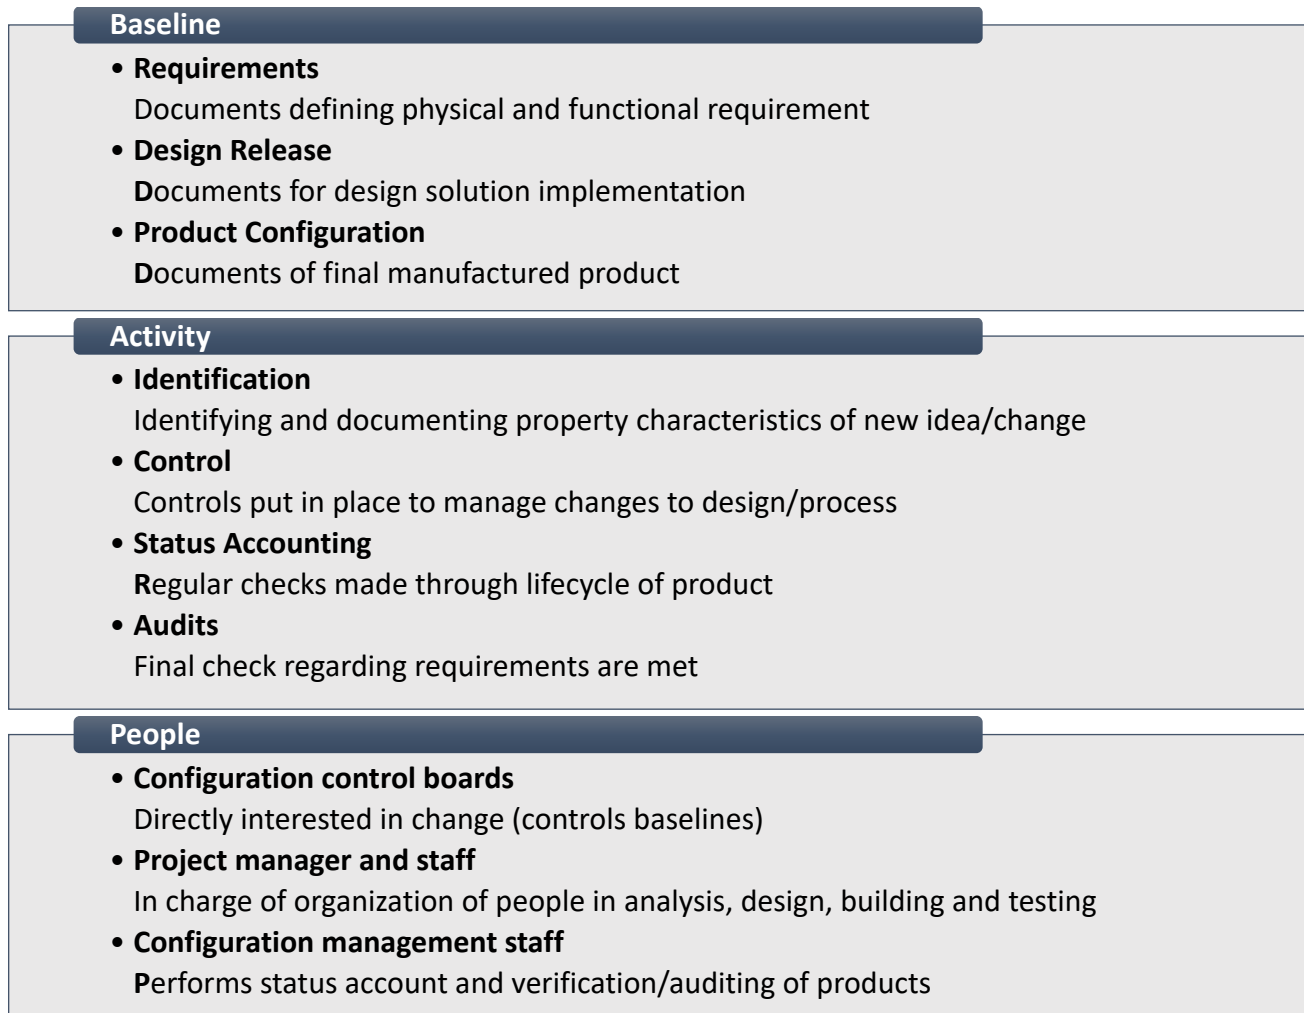 Baseline
• Requirements
Documents defining physical and functional requirement
• Design Release
Documents for design solution implementation
• Product Configuration
Documents of final manufactured product
Activity
• Identification
Identifying and documenting property characteristics of new idea/change
• Control
Controls put in place to manage changes to design/process
• Status Accounting
Regular checks made through lifecycle of product
• Audits
Final check regarding requirements are met
People
• Configuration control boards
Directly interested in change (controls baselines)
• Project manager and staff
In charge of organization of people in analysis, design, building and testing
• Configuration management staff
Performs status account and verification/auditing of products